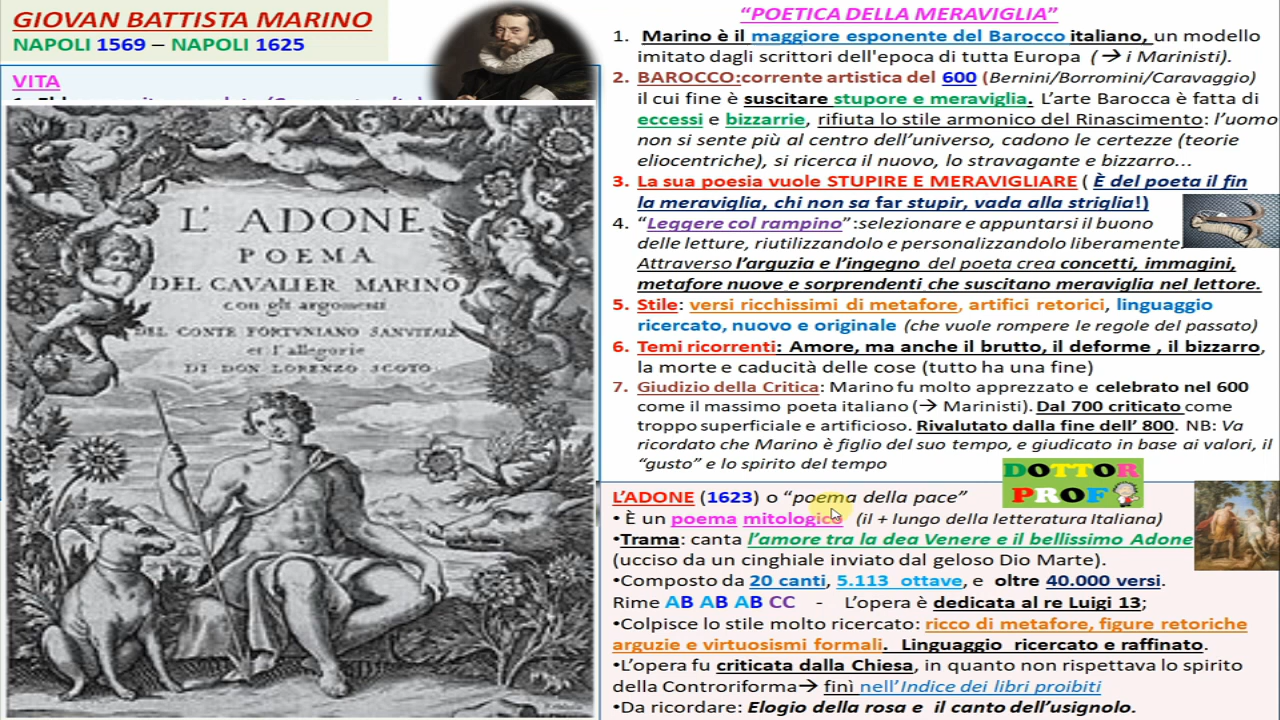 GIOVAN BATTISTA MARINO
NAPOLI 1569 – NAPOLI 1625
VITA
L' ADONE
POEMA
DEL CAVALIER MARINO
con gli argomenti
DEL CONTE FORTVNIANO SANVITALE
et l'allegorie
DI DON LORENZO SCOTO.
“POETICA DELLA MERAVIGLIA”
1. Marino è il maggiore esponente del Barocco italiano, un modello
imitato dagli scrittori dell'epoca di tutta Europa (→ i Marinisti).
2. BAROCCO:corrente artistica del 600 (Bernini/Borromini/Caravaggio)
il cui fine è suscitare stupore e meraviglia. L’arte Barocca è fatta di
eccessi e bizzarrie, rifiuta lo stile armonico del Rinascimento: l’uomo
non si sente più al centro dell’universo, cadono le certezze (teorie
eliocentriche), si ricerca il nuovo, lo stravagante e bizzarro...
3. La sua poesia vuole STUPIRE E MERAVIGLIARE ( È del poeta il fin
la meraviglia, chi non sa far stupir, vada alla striglia!)
4. “Leggere col rampino” :selezionare e appuntarsi il buono
delle letture, riutilizzandolo e personalizzandolo liberamente.
Attraverso l’arguzia e l’ingegno del poeta crea concetti, immagini,
metafore nuove e sorprendenti che suscitano meraviglia nel lettore.
5. Stile: versi ricchissimi di metafore, artifici retorici, linguaggio
ricercato, nuovo e originale (che vuole rompere le regole del passato)
6. Temi ricorrenti: Amore, ma anche il brutto, il deforme , il bizzarro,
la morte e caducità delle cose (tutto ha una fine)
7. Giudizio della Critica: Marino fu molto apprezzato e celebrato nel 600
come il massimo poeta italiano (→ Marinisti). Dal 700 criticato come
troppo superficiale e artificioso. Rivalutato dalla fine dell’ 800. NB: Va
ricordato che Marino è figlio del suo tempo, e giudicato in base ai valori, il
“gusto” e lo spirito del tempo
DOTTOR
PROF
L’ADONE (1623) o “poema della pace”
• È un poema mitologico (il + lungo della letteratura Italiana)
•Trama: canta l’amore tra la dea Venere e il bellissimo Adone
(ucciso da un cinghiale inviato dal geloso Dio Marte).
•Composto da 20 canti, 5.113 ottave, e oltre 40.000 versi.
Rime AB AB AB CC - L’opera è dedicata al re Luigi 13;
•Colpisce lo stile molto ricercato: ricco di metafore, figure retoriche
arguzie e virtuosismi formali. Linguaggio ricercato e raffinato.
•L’opera fu criticata dalla Chiesa, in quanto non rispettava lo spirito
della Controriforma→ finì nell’Indice dei libri proibiti
•Da ricordare: Elogio della rosa e il canto dell’usignolo.